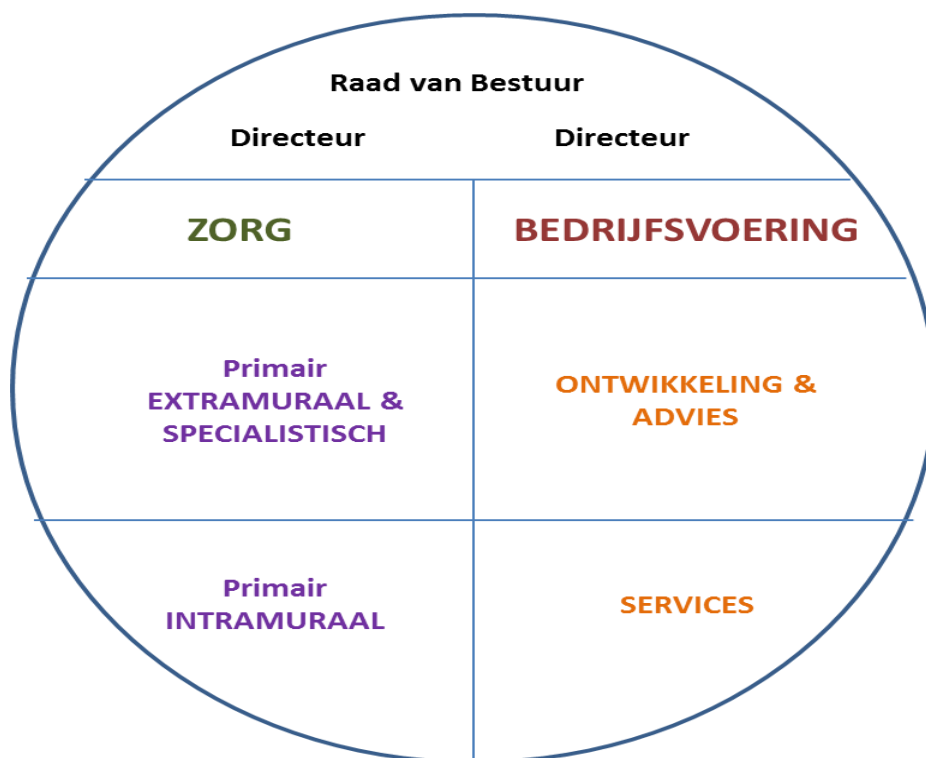 Raad van Bestuur
Directeur Directeur
ZORG BEDRIJFSVOERING
Primair
EXTRAMURAAL &
SPECIALISTISCH
ONTWIKKELING &
ADVIES
Primair
INTRAMURAAL
SERVICES